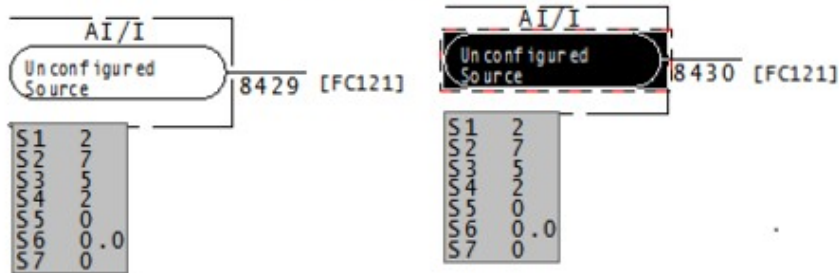 AI/I
Unconfigured
Source
8429 [FC121]
S1 2
S2 7
S3 5
S4 2
S5 0
S6 0.0
S7 0
AI/I
Unconfigured
Source
8430 [FC121]
S1 2
S2 7
S3 5
S4 2
S5 0
S6 0.0
S7 0